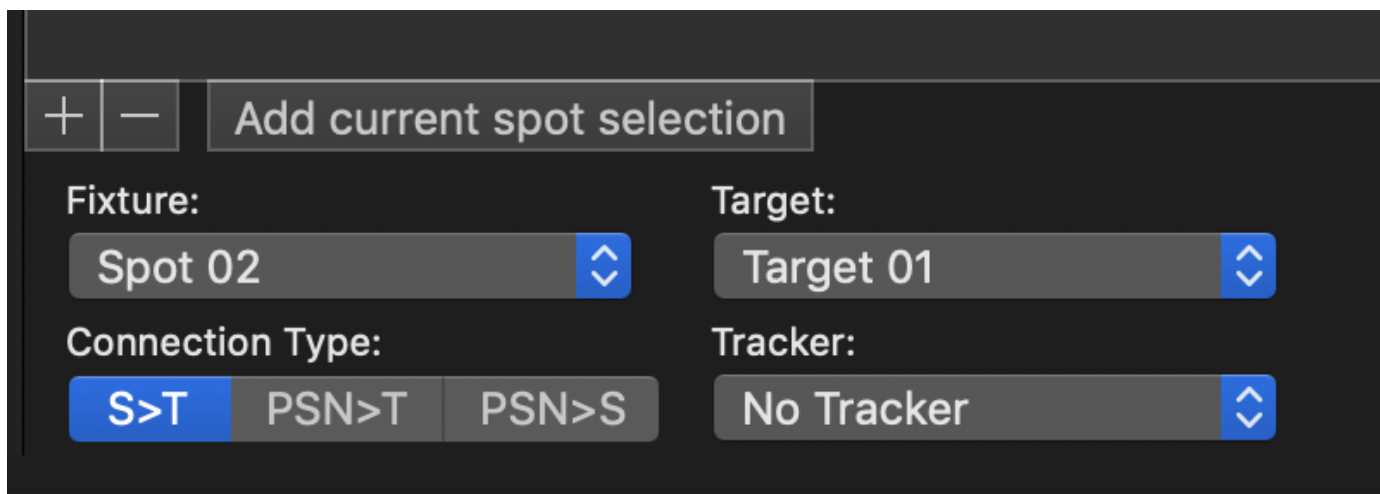 + − Add current spot selection
Fixture: Target:
Spot 02 Target 01
Connection Type: Tracker:
S>T PSN>T PSN>S No Tracker